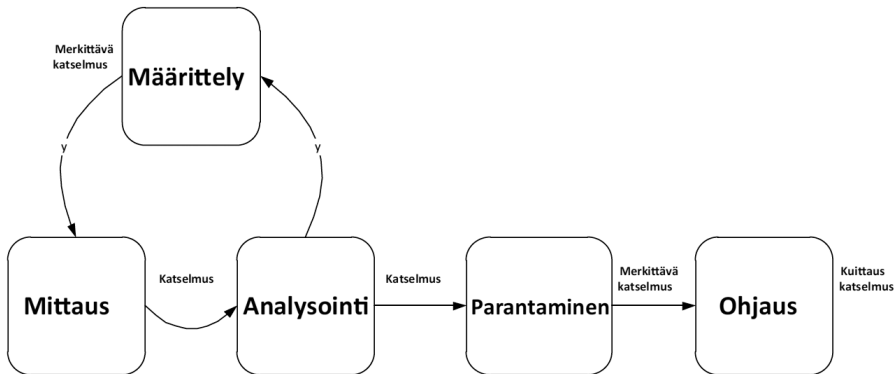 Merkittävä
katselmus
Määrittely
y
y
Mittaus
Katselmus
Analysointi
Katselmus
Parantaminen
Merkittävä
katselmus
Ohjaus
Kuittaus
katselmus